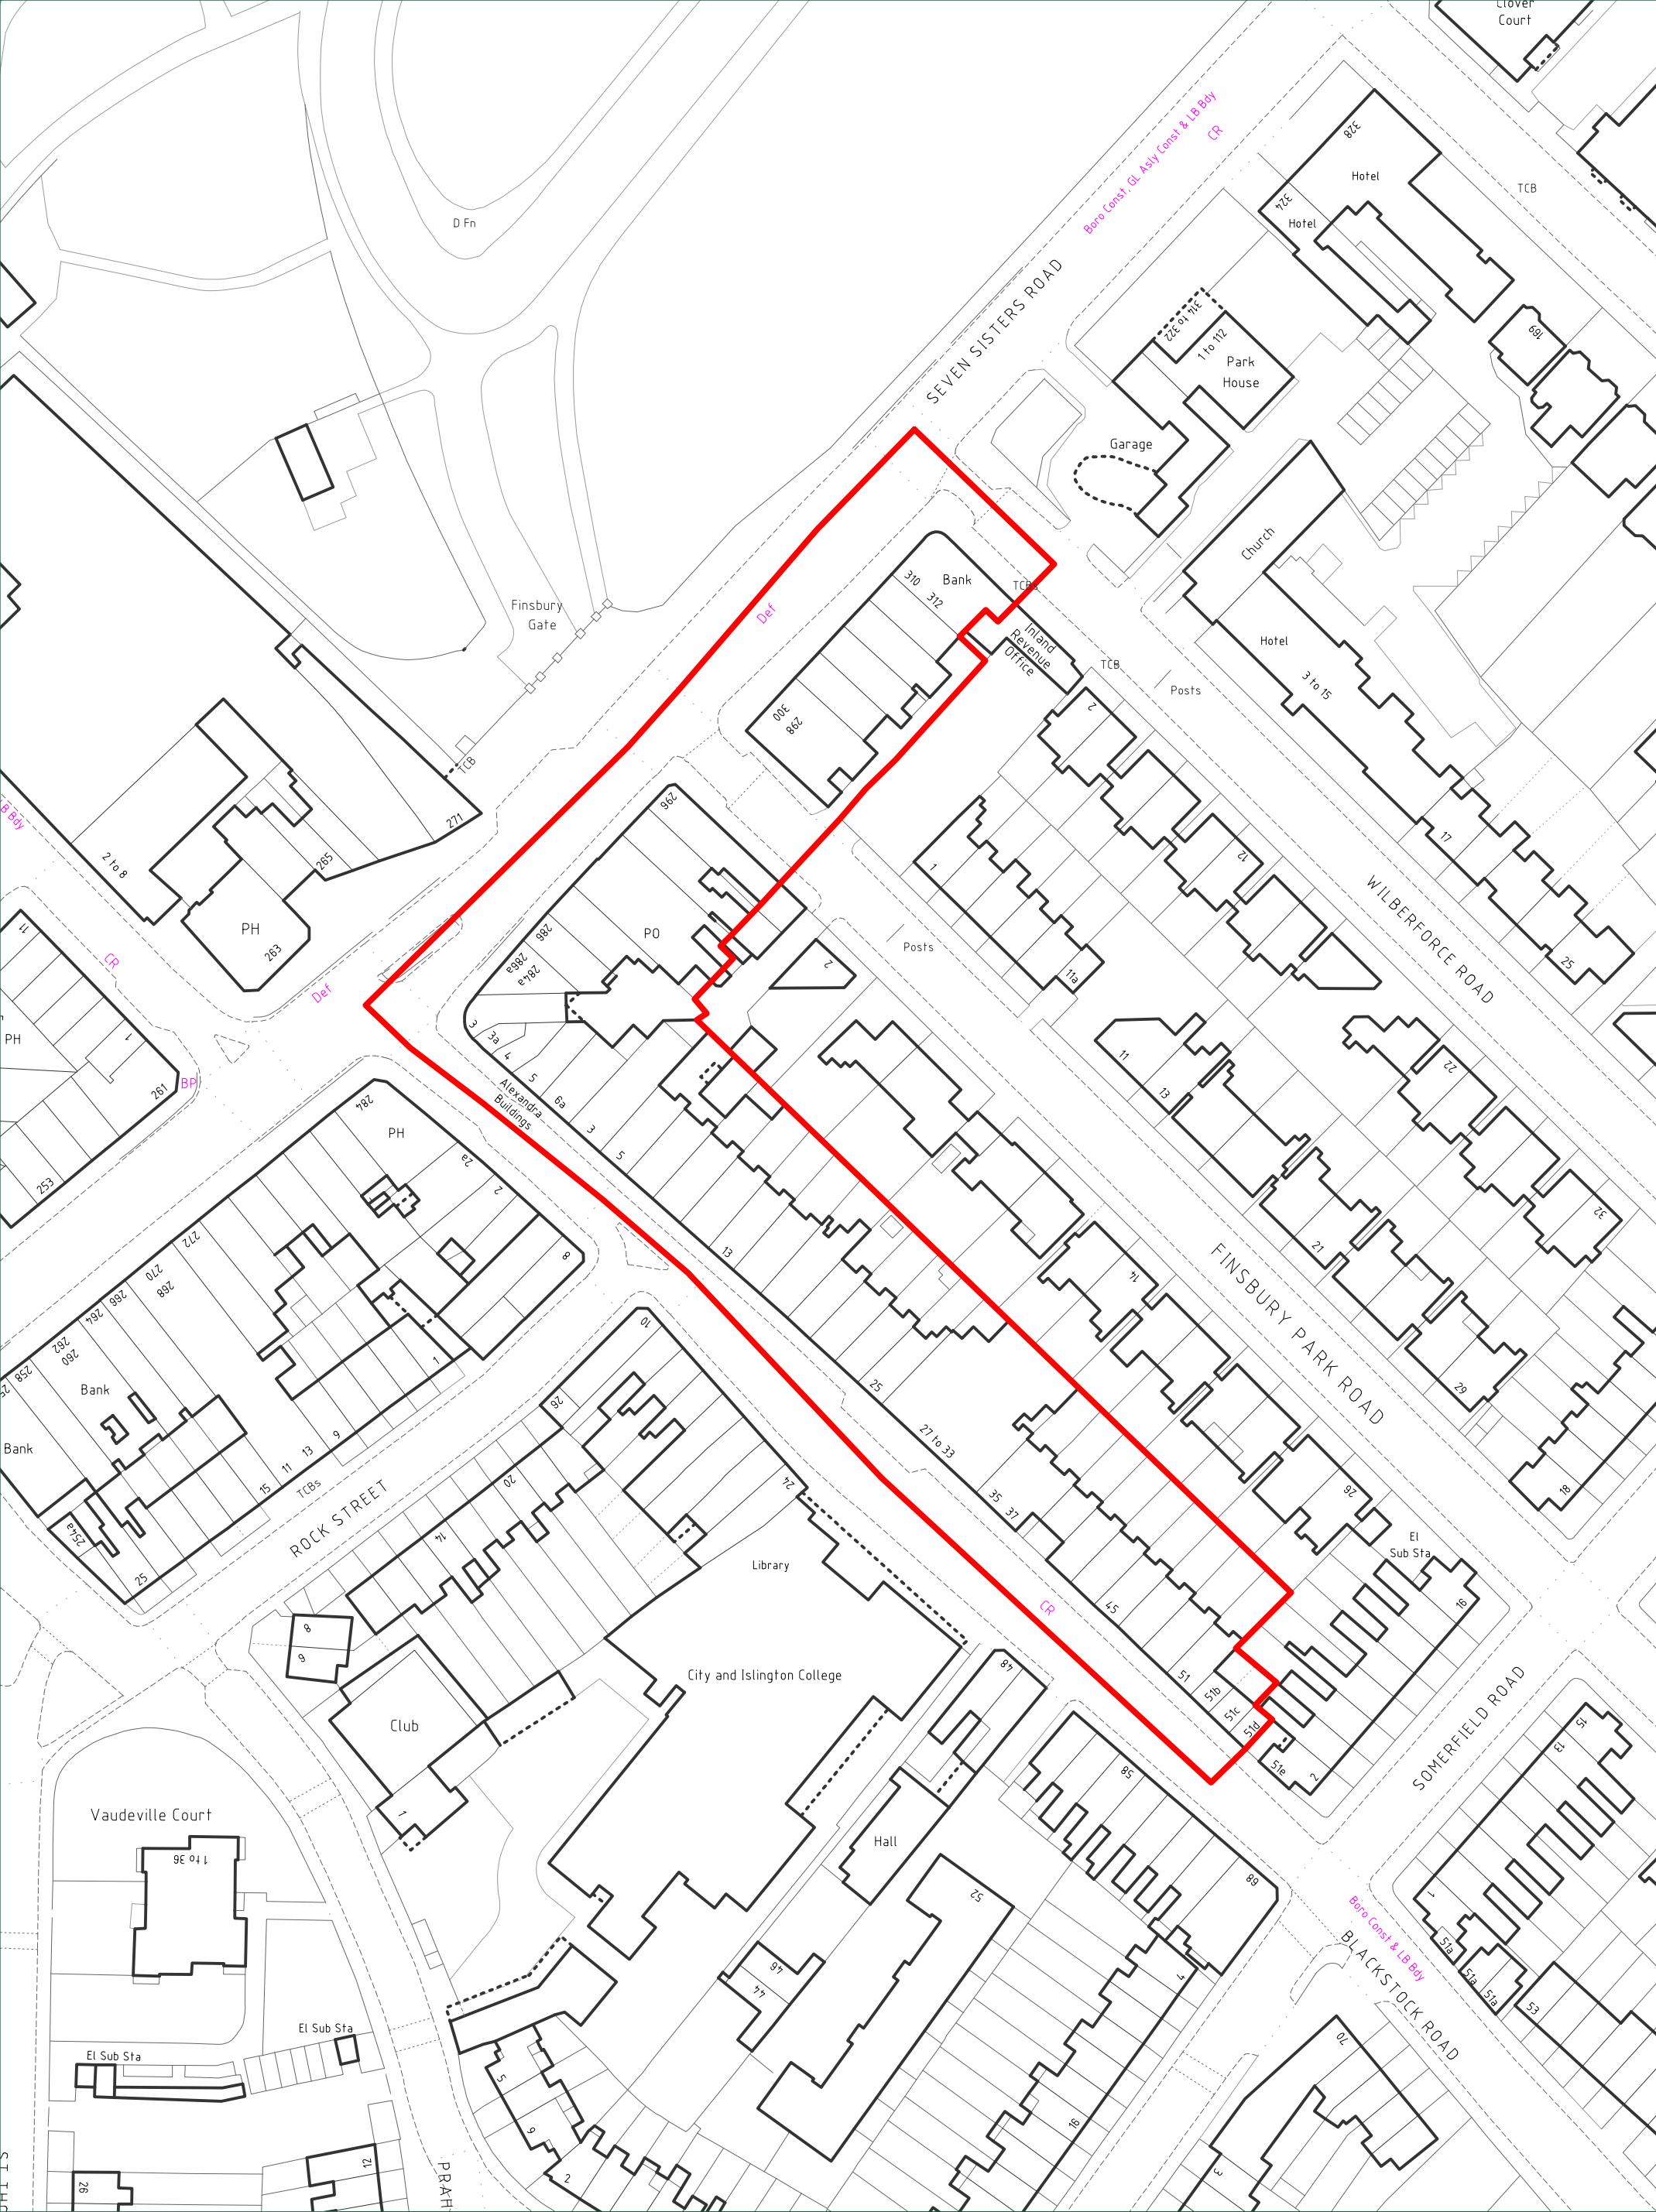 Clover
Court
328
Hotel
324
Hotel
TCB
Boro Const, GL Asly Const & LB Bdy
CR
D Fn
SEVEN SISTERS ROAD
314 to 322
1 to 112
Park
House
169
Garage
Church
Finsbury
Gate
Def
310
Bank
312
TCBs
Inland
Revenue
Office
TCB
Posts
Hotel
3 to 15
300
298
2
TCB
271
B Bdy
2 to 8
265
296
1
12
17
WILBERFORCE ROAD
PH
263
11
CR
Def
PO
286
286a
284a
2
Posts
11a
25
PH
1
BP
261
3
3a
4
5
6a
3
5
Alexandra
Buildings
11
13
22
284
PH
2a
2
253
272
270
268
266
264
262
260
258
Bank
Bank
8
1
13
14
21
32
FINSBURY PARK ROAD
29
18
254a
25
15
11
13
9
TCBs
ROCK STREET
10
26
20
14
24
25
27 to 33
35
37
26
El
Sub Sta
16
Library
CR
45
51
51b
51c
51d
51e
2
SOMERFIELD ROAD
8
6
Club
1
City and Islington College
48
85
15
13
Vaudeville Court
1 to 36
Hall
52
89
1
51a
51a
51a
53
Boro Const & LB Bdy
BLACKSTOCK ROAD
46
44
4
El Sub Sta
El Sub Sta
5
9
2
16
70
3
26
12
PRAH